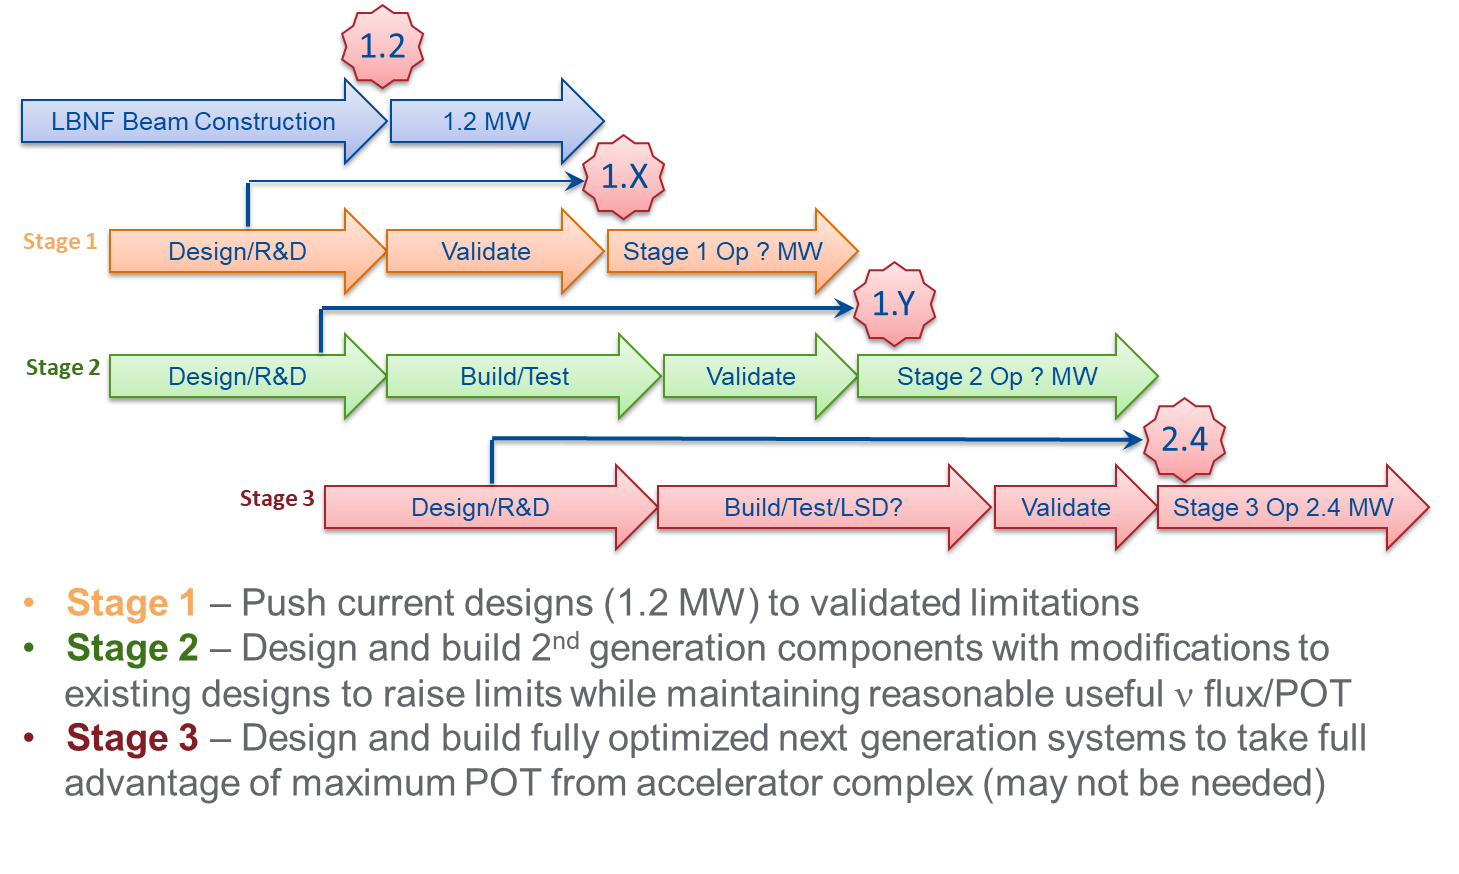 1.2
LBNF Beam Construction
1.2 MW
1.X
Stage 1
Design/R&D
Validate
Stage 1 Op ? MW
1.Y
Stage 2
Design/R&D
Build/Test
Validate
Stage 2 Op ? MW
2.4
Stage 3
Design/R&D
Build/Test/LSD?
Validate
Stage 3 Op 2.4 MW
• Stage 1 – Push current designs (1.2 MW) to validated limitations
• Stage 2 – Design and build 2nd generation components with modifications to
existing designs to raise limits while maintaining reasonable useful ν flux/POT
• Stage 3 – Design and build fully optimized next generation systems to take full
advantage of maximum POT from accelerator complex (may not be needed)